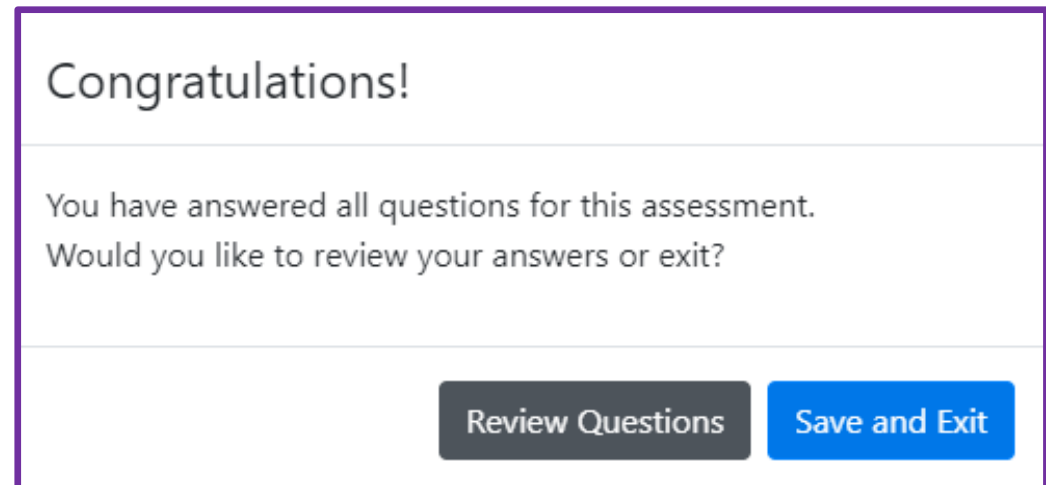 Congratulations!
You have answered all questions for this assessment.
Would you like to review your answers or exit?
Review Questions
Save and Exit